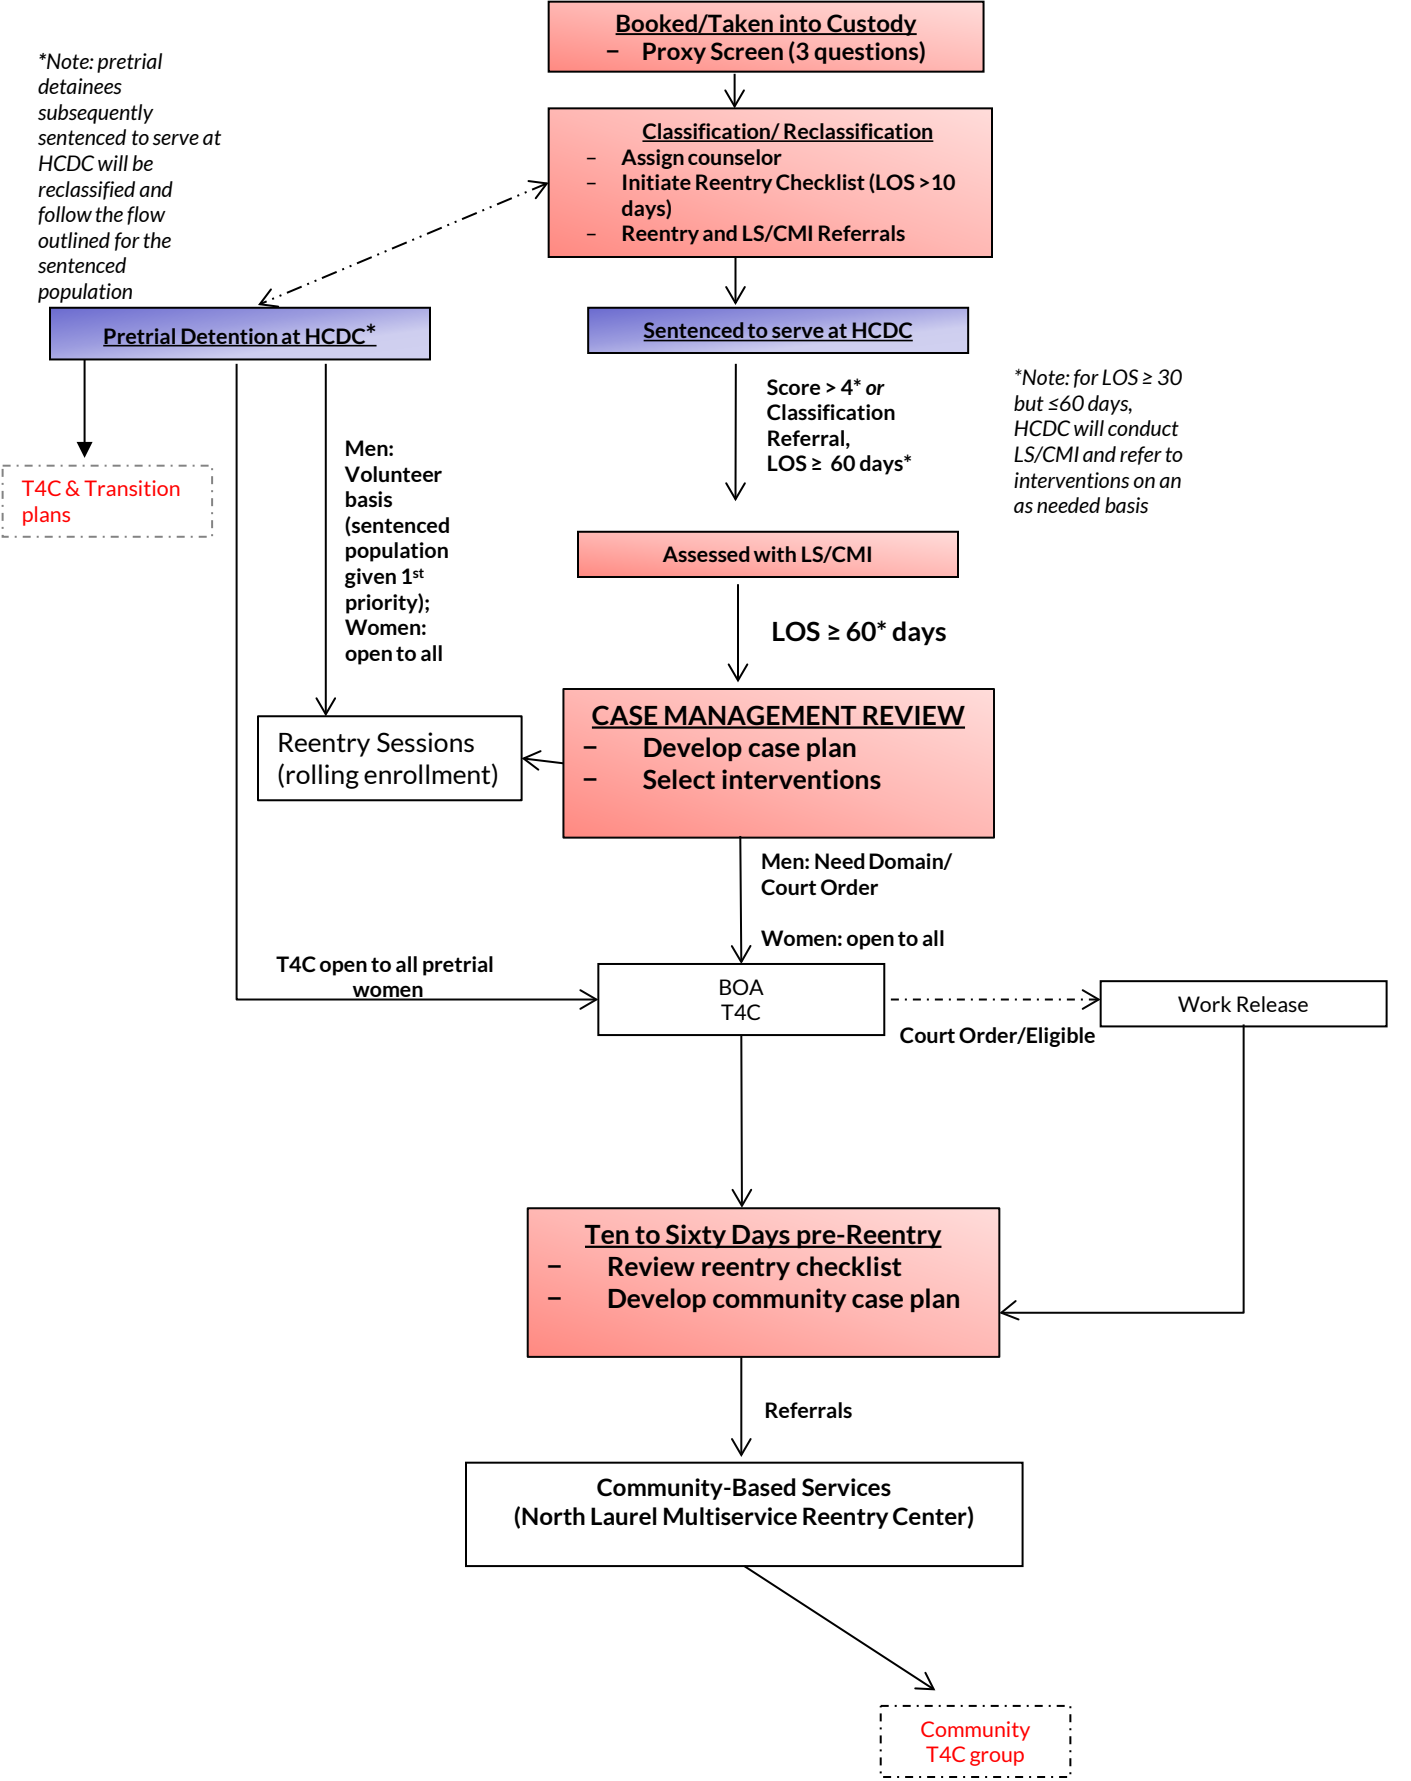 Booked/Taken into Custody
– Proxy Screen (3 questions)
*Note: pretrial
detainees
subsequently
sentenced to serve at
HCDC will be
reclassified and
follow the flow
outlined for the
sentenced
population
Classification/ Reclassification
– Assign counselor
– Initiate Reentry Checklist (LOS >10
days)
– Reentry and LS/CMI Referrals
Pretrial Detention at HCDC*
Sentenced to serve at HCDC
Score > 4* or
Classification
Referral,
LOS ≥ 60 days*
*Note: for LOS ≥ 30
but ≤60 days,
HCDC will conduct
LS/CMI and refer to
interventions on an
as needed basis
T4C & Transition
plans
Men:
Volunteer
basis
(sentenced
population
given 1st
priority);
Women:
open to all
Assessed with LS/CMI
LOS ≥ 60* days
CASE MANAGEMENT REVIEW
– Develop case plan
– Select interventions
Reentry Sessions
(rolling enrollment)
Men: Need Domain/
Court Order
Women: open to all
T4C open to all pretrial
women
BOA
T4C
Court Order/Eligible
Work Release
Ten to Sixty Days pre-Reentry
– Review reentry checklist
– Develop community case plan
Referrals
Community-Based Services
(North Laurel Multiservice Reentry Center)
Community
T4C group